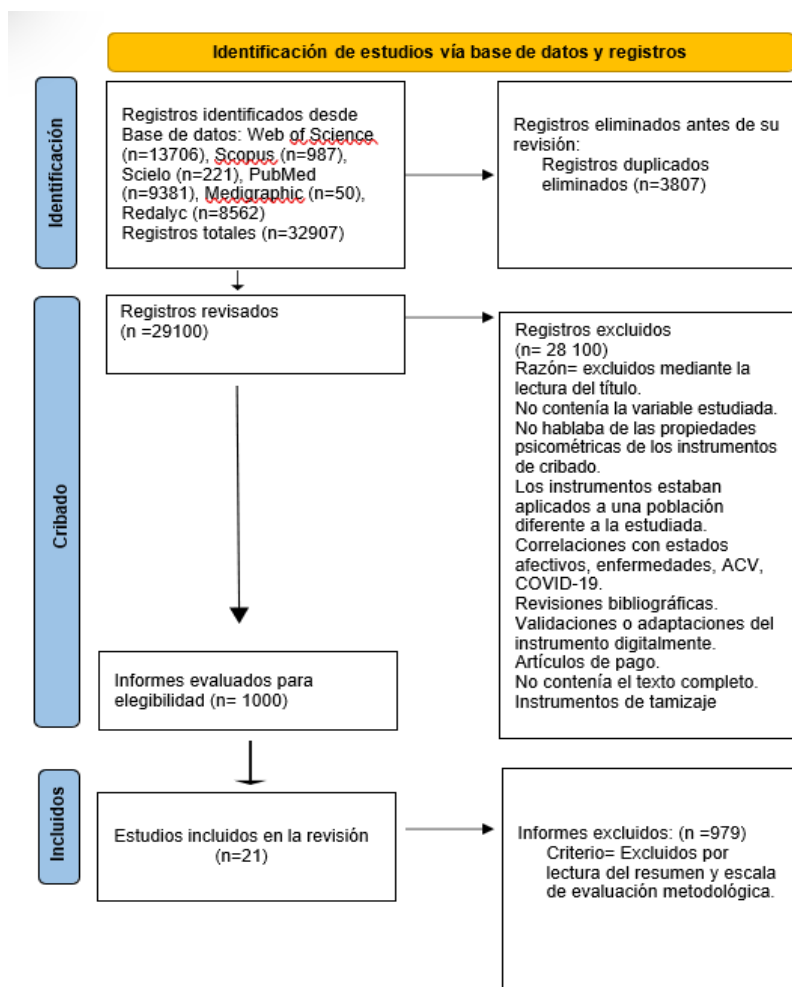 Identificación de estudios vía base de datos y registros
Identificación
Registros identificados desde
Base de datos: Web of Science
(n=13706), Scopus (n=987),
Scielo (n=221), PubMed
(n=9381), Medigraphic (n=50),
Redalyc (n=8562)
Registros totales (n=32907)
Registros eliminados antes de su
revisión:
Registros duplicados
eliminados (n=3807)
Cribado
Registros revisados
(n =29100)
Registros excluidos
(n= 28 100)
Razón= excluidos mediante la
lectura del título.
No contenía la variable estudiada.
No hablaba de las propiedades
psicométricas de los instrumentos
de cribado.
Los instrumentos estaban
aplicados a una población
diferente a la estudiada.
Correlaciones con estados
afectivos, enfermedades, ACV,
COVID-19.
Revisiones bibliográficas.
Validaciones o adaptaciones del
instrumento digitalmente.
Artículos de pago.
No contenía el texto completo.
Instrumentos de tamizaje
Informes evaluados para
elegibilidad (n= 1000)
Incluidos
Estudios incluidos en la revisión
(n=21)
Informes excluidos: (n =979)
Criterio= Excluidos por
lectura del resumen y escala
de evaluación metodológica.